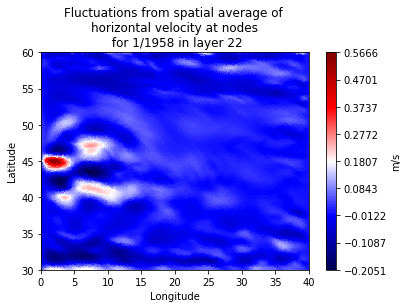 Fluctuations from spatial average of
horizontal velocity at nodes
for 1/1958 in layer 22
60
55
50
45
40
35
30
Latitude
0 5 10 15 20 25 30 35 40
Longitude
0.5666
0.4701
0.3737
0.2772
0.1807
0.0843
−0.0122
−0.1087
−0.2051
m/s